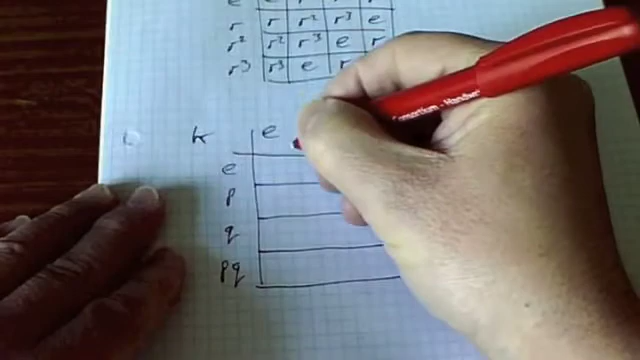 r r r² r³ e
r² r² r³ e r
r³ r³ e r
K e
e
p
q
pq